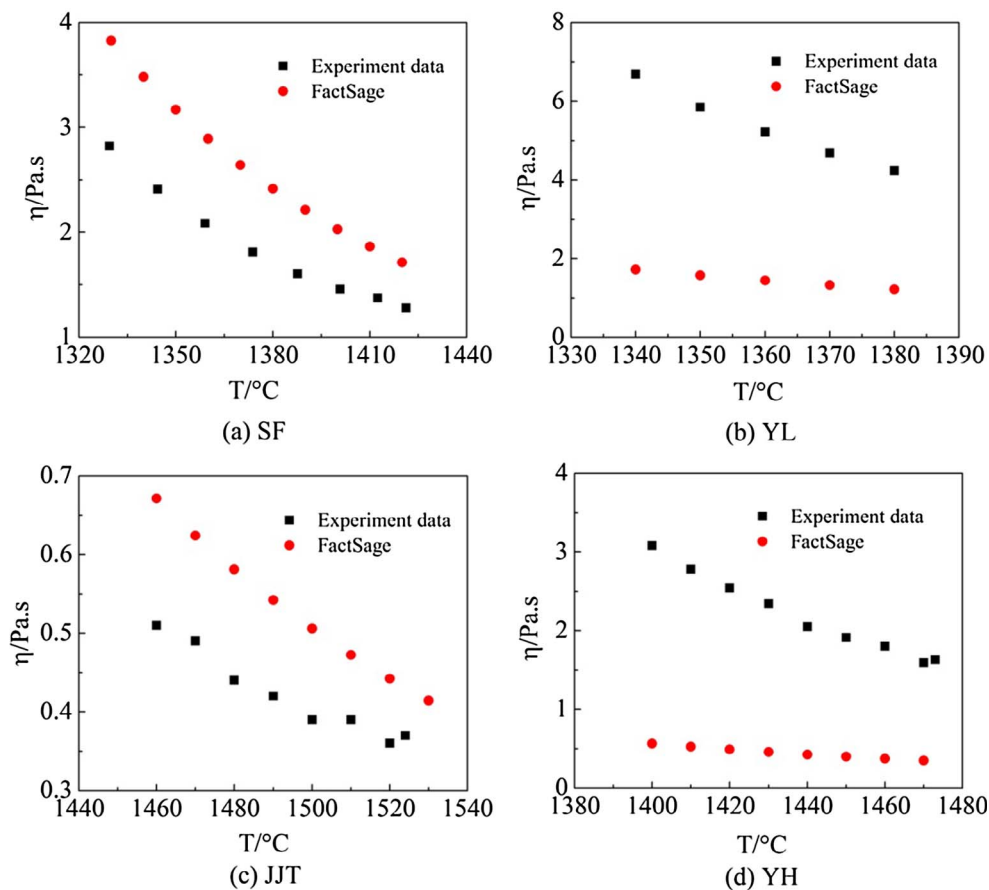 4
3
2
1
η/Pa.s
Experiment data
FactSage
1320 1350 1380 1410 1440
T/°C
(a) SF
8
6
4
2
0
η/Pa.s
Experiment data
FactSage
1330 1340 1350 1360 1370 1380 1390
T/°C
(b) YL
0.7
0.6
0.5
0.4
0.3
η/Pa.s
Experiment data
FactSage
1440 1460 1480 1500 1520 1540
T/°C
(c) JJT
4
3
2
1
0
η/Pa.s
Experiment data
FactSage
1380 1400 1420 1440 1460 1480
T/°C
(d) YH